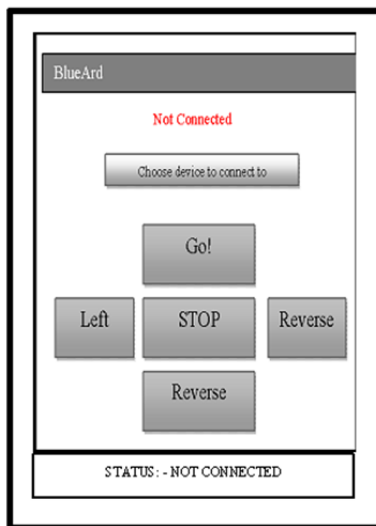 BlueArd
Not Connected
Choose device to connect to
Go!
Left STOP Reverse
Reverse
STATUS: - NOT CONNECTED